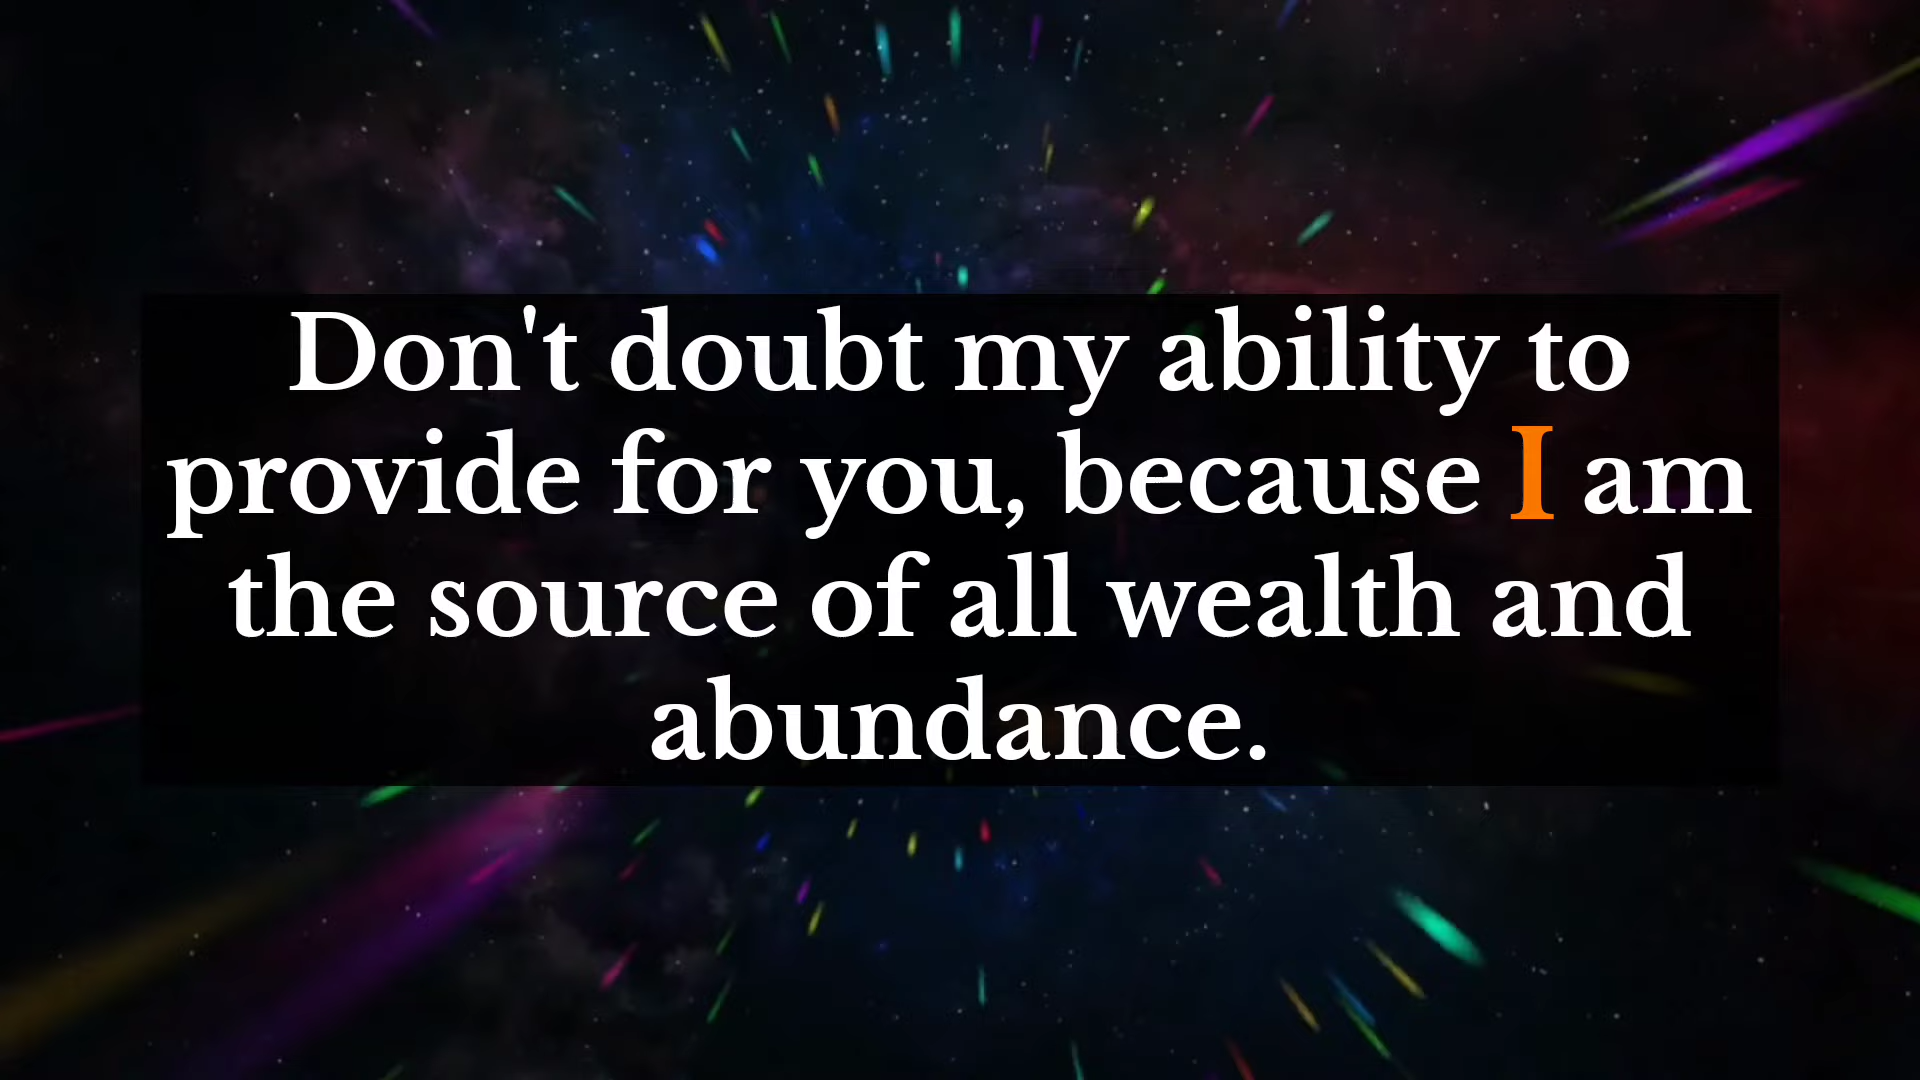 Don't doubt my ability to
provide for you, because I am
the source of all wealth and
abundance.